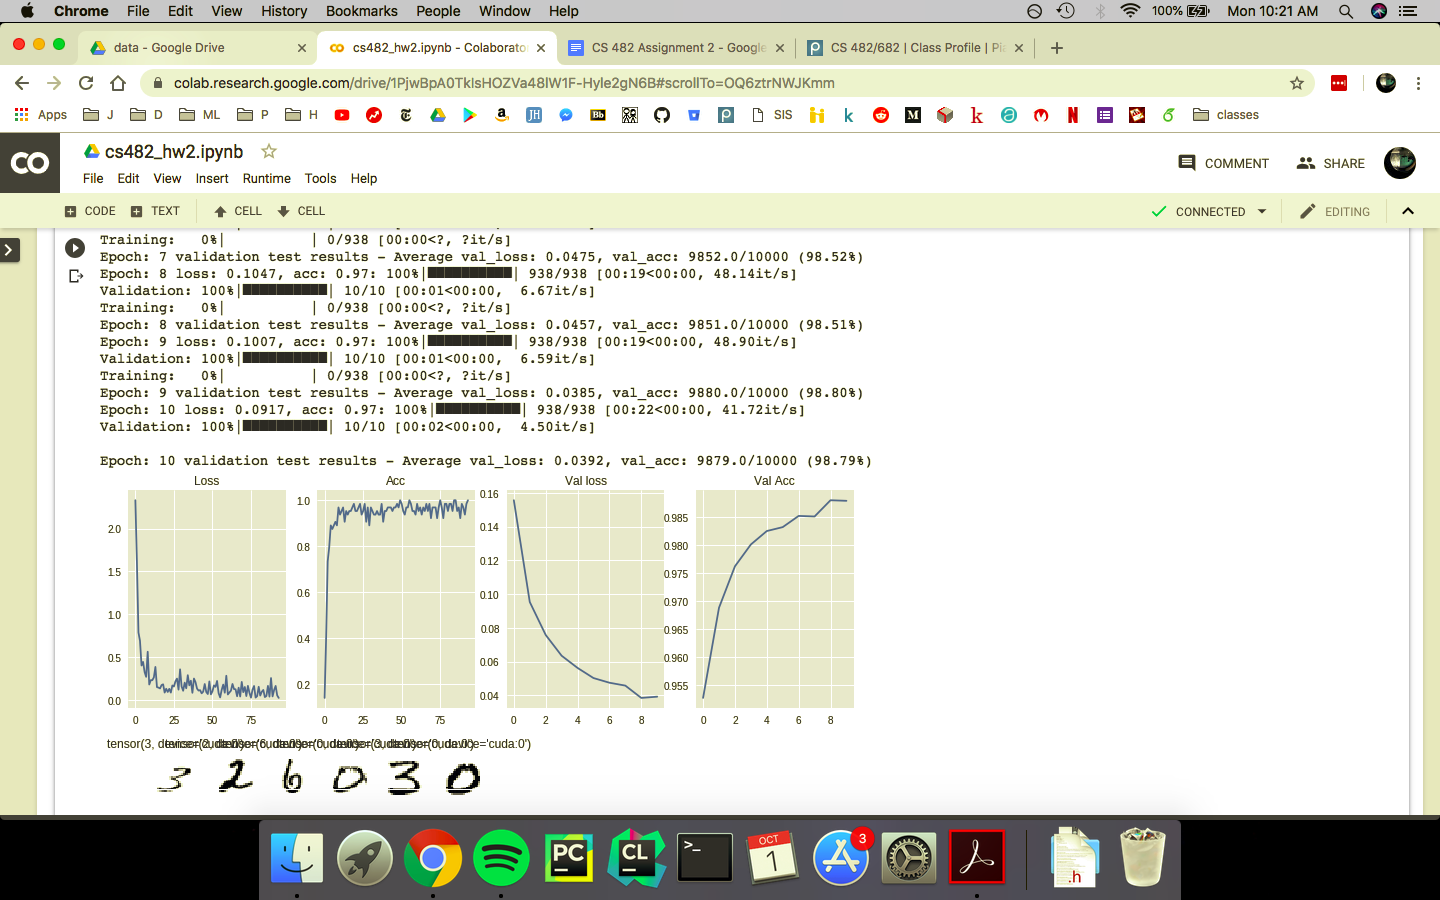 Chrome File Edit View History Bookmarks People Window Help 100% Mon 10:21 AM
data - Google Drive cs482_hw2.ipynb - Colaborato CS 482 Assignment 2 - Google CS 482/682 | Class Profile | Pia
colab.research.google.com/drive/1PjwBpA0TklsHOZVa48IW1F-Hyle2gN6B#scrollTo=OQ6ztrNWJKmm
Apps J D ML P H SIS classes
cs482_hw2.ipynb
COMMENT SHARE
File Edit View Insert Runtime Tools Help
CODE TEXT CELL CELL CONNECTED EDITING
Training: 0%| | 0/938 [00:00<?, ?it/s]
Epoch: 7 validation test results - Average val_loss: 0.0475, val_acc: 9852.0/10000 (98.52%)
Epoch: 8 loss: 0.1047, acc: 0.97: 100%|██████████| 938/938 [00:19<00:00, 48.14it/s]
Validation: 100%|██████████| 10/10 [00:01<00:00, 6.67it/s]
Training: 0%| | 0/938 [00:00<?, ?it/s]
Epoch: 8 validation test results - Average val_loss: 0.0457, val_acc: 9851.0/10000 (98.51%)
Epoch: 9 loss: 0.1007, acc: 0.97: 100%|██████████| 938/938 [00:19<00:00, 48.90it/s]
Validation: 100%|██████████| 10/10 [00:01<00:00, 6.59it/s]
Training: 0%| | 0/938 [00:00<?, ?it/s]
Epoch: 9 validation test results - Average val_loss: 0.0385, val_acc: 9880.0/10000 (98.80%)
Epoch: 10 loss: 0.0917, acc: 0.97: 100%|██████████| 938/938 [00:22<00:00, 41.72it/s]
Validation: 100%|██████████| 10/10 [00:02<00:00, 4.50it/s]
Epoch: 10 validation test results - Average val_loss: 0.0392, val_acc: 9879.0/10000 (98.79%)
Loss Acc Val loss Val Acc
2.0 1.5 1.0 0.5 0.0
0 25 50 75
1.0 0.8 0.6 0.4 0.2
0 25 50 75
0.16 0.14 0.12 0.10 0.08 0.06 0.04
0 2 4 6 8
0.985 0.980 0.975 0.970 0.965 0.960 0.955
0 2 4 6 8
tensor(3, device='cuda:0')
3 2 6 0 3 0
PC CL >_ OCT 1 3 .h